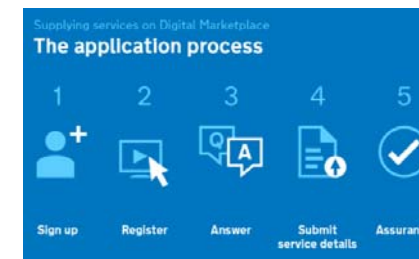 Supplying services on Digital Marketplace
The application process
1 2 3 4 5
Q A
Sign up Register Answer Submit service details Assuran